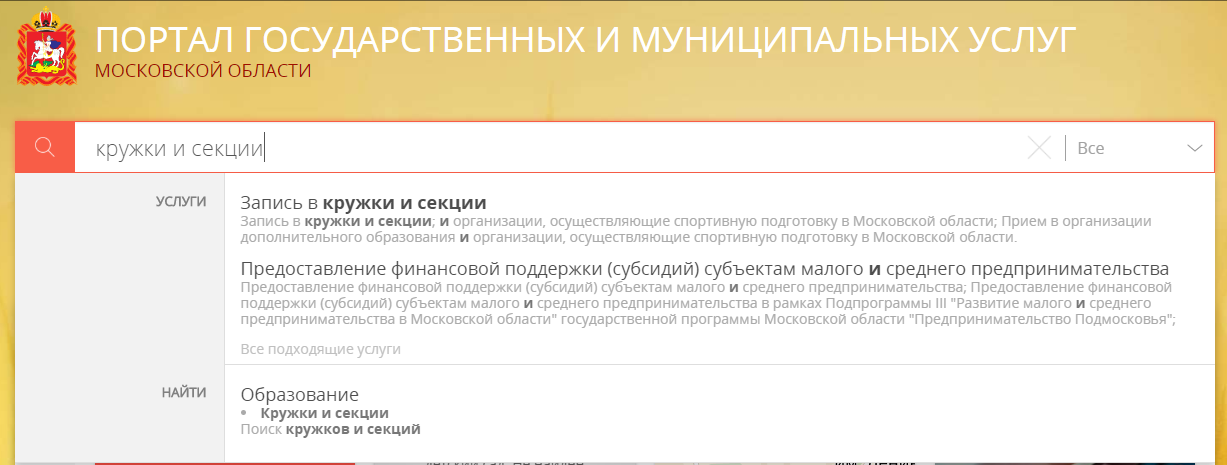 ПОРТАЛ ГОСУДАРСТВЕННЫХ И МУНИЦИПАЛЬНЫХ УСЛУГ
МОСКОВСКОЙ ОБЛАСТИ
кружки и секции
Все
УСЛУГИ
Запись в кружки и секции
Запись в кружки и секции; и организации, осуществляющие спортивную подготовку в Московской области; Прием в организации
дополнительного образования и организации, осуществляющие спортивную подготовку в Московской области.
Предоставление финансовой поддержки (субсидий) субъектам малого и среднего предпринимательства
Предоставление финансовой поддержки (субсидий) субъектам малого и среднего предпринимательства; Предоставление финансовой
поддержки (субсидий) субъектам малого и среднего предпринимательства в рамках Подпрограммы III "Развитие малого и среднего
предпринимательства в Московской области" государственной программы Московской области "Предпринимательство Подмосковья";
Все подходящие услуги
НАЙТИ
Образование
• Кружки и секции
Поиск кружков и секций